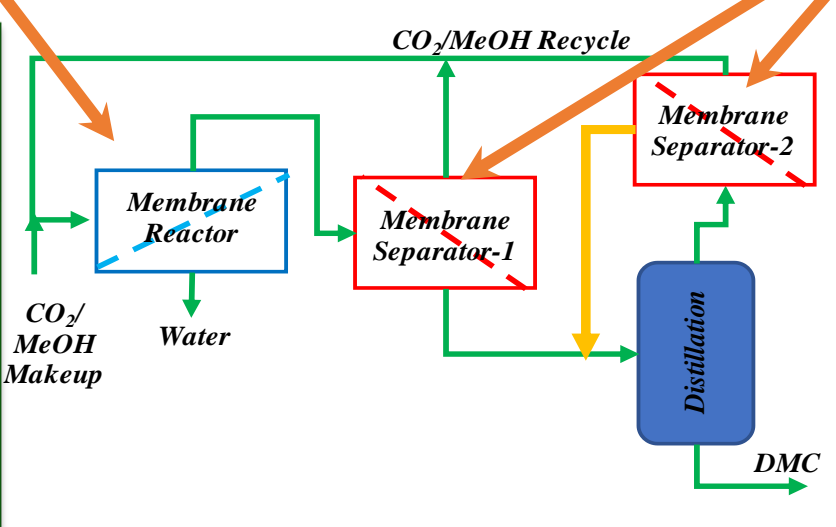 CO₂/MeOH Recycle
Membrane
Separator-2
Membrane
Reactor
Membrane
Separator-1
CO₂/
MeOH
Makeup
Water
Distillation
DMC